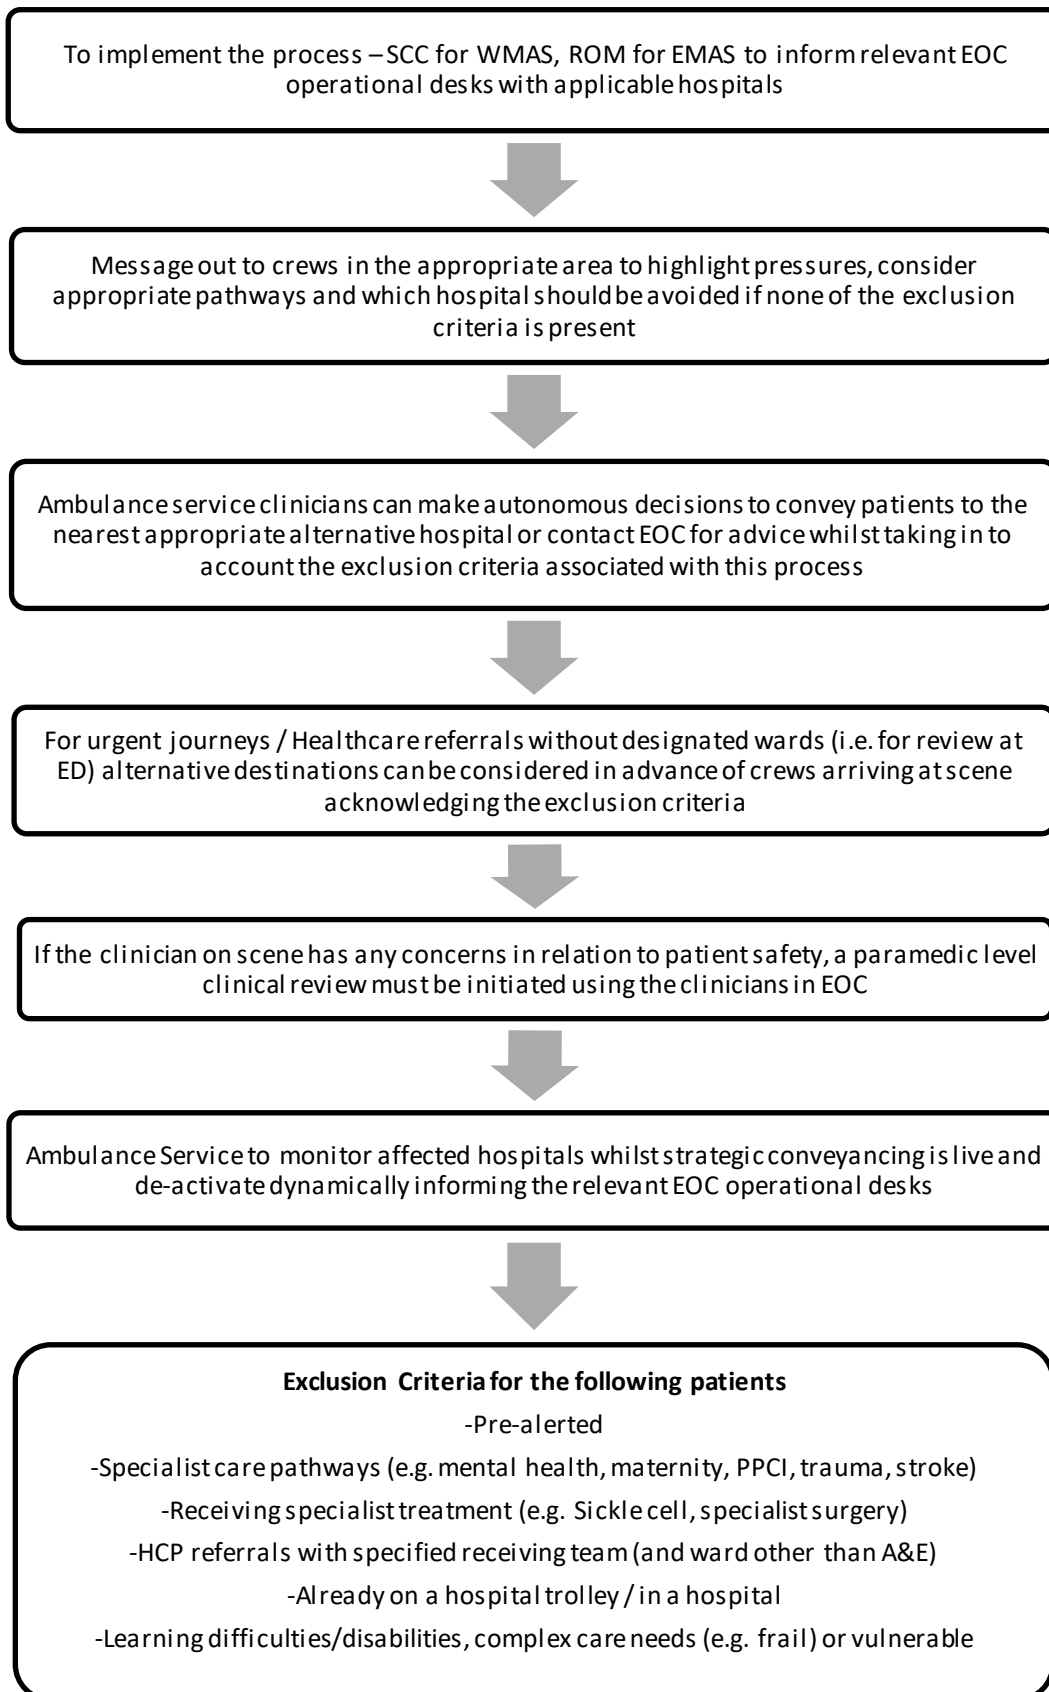 To implement the process – SCC for WMAS, ROM for EMAS to inform relevant EOC
operational desks with applicable hospitals
Message out to crews in the appropriate area to highlight pressures, consider
appropriate pathways and which hospital should be avoided if none of the exclusion
criteria is present
Ambulance service clinicians can make autonomous decisions to convey patients to the
nearest appropriate alternative hospital or contact EOC for advice whilst taking in to
account the exclusion criteria associated with this process
For urgent journeys / Healthcare referrals without designated wards (i.e. for review at
ED) alternative destinations can be considered in advance of crews arriving at scene
acknowledging the exclusion criteria
If the clinician on scene has any concerns in relation to patient safety, a paramedic level
clinical review must be initiated using the clinicians in EOC
Ambulance Service to monitor affected hospitals whilst strategic conveyancing is live and
de-activate dynamically informing the relevant EOC operational desks
Exclusion Criteria for the following patients
-Pre-alerted
-Specialist care pathways (e.g. mental health, maternity, PPCI, trauma, stroke)
-Receiving specialist treatment (e.g. Sickle cell, specialist surgery)
-HCP referrals with specified receiving team (and ward other than A&E)
-Already on a hospital trolley / in a hospital
-Learning difficulties/disabilities, complex care needs (e.g. frail) or vulnerable